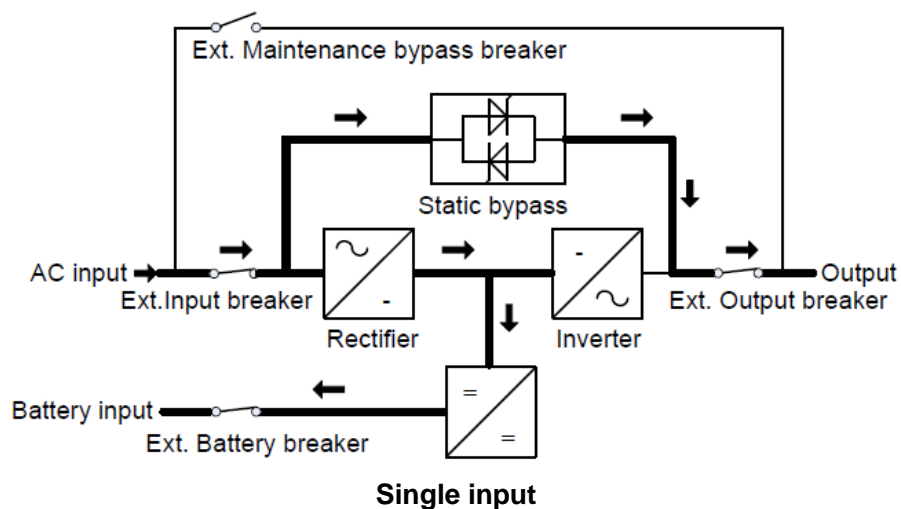 Ext. Maintenance bypass breaker
Static bypass
AC input
Output
Ext.Input breaker
Ext. Output breaker
Rectifier
Inverter
Battery input
Ext. Battery breaker
Single input